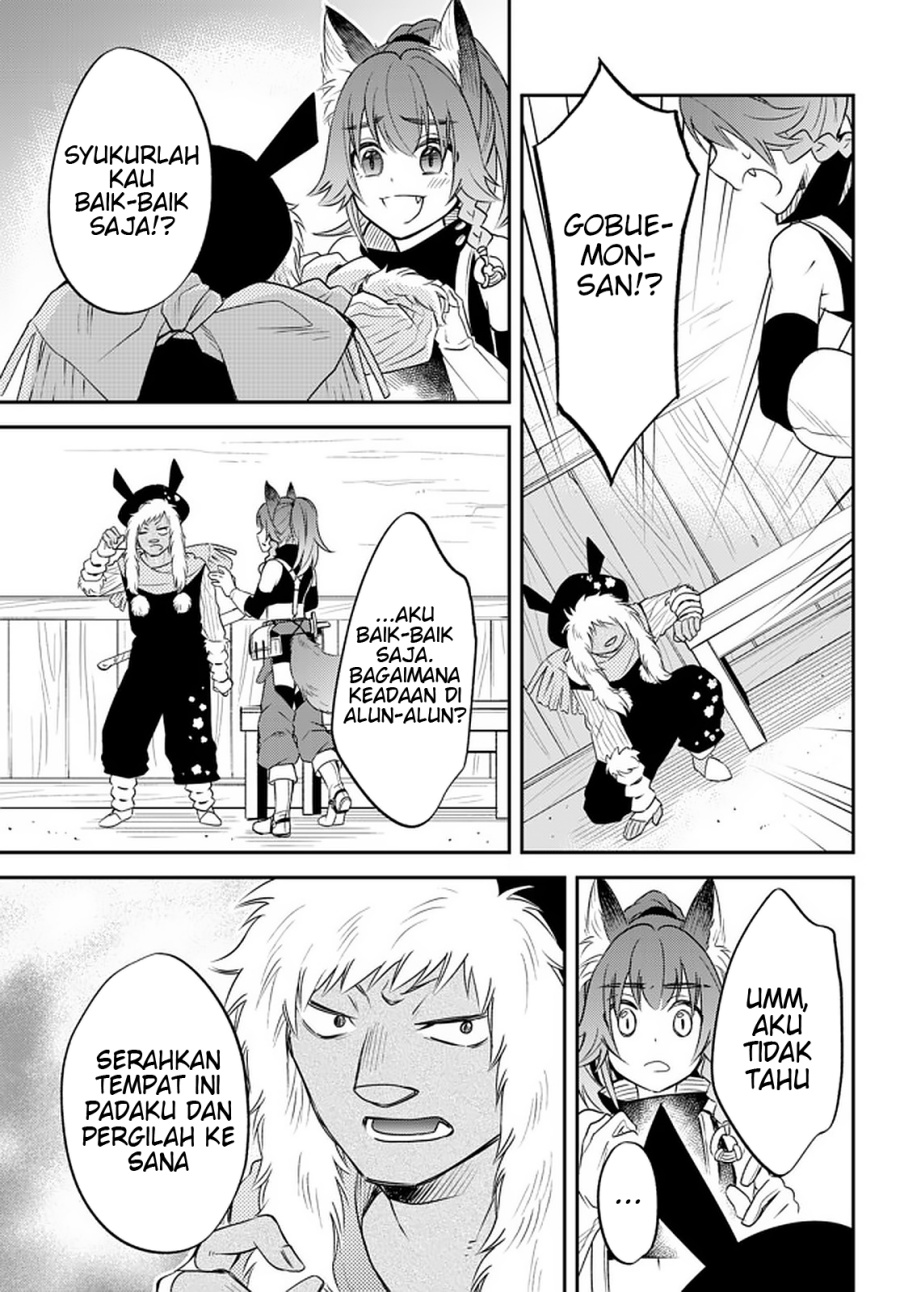 GOBUE-
MON-
SAN!?
SYUKURLAH
KAU
BAIK-BAIK
SAJA!?
...AKU
BAIK-BAIK
SAJA.
BAGAIMANA
KEADAAN DI
ALUN-ALUN?
UMM,
AKU
TIDAK
TAHU
...
SERAHKAN
TEMPAT INI
PADAKU DAN
PERGILAH KE
SANA